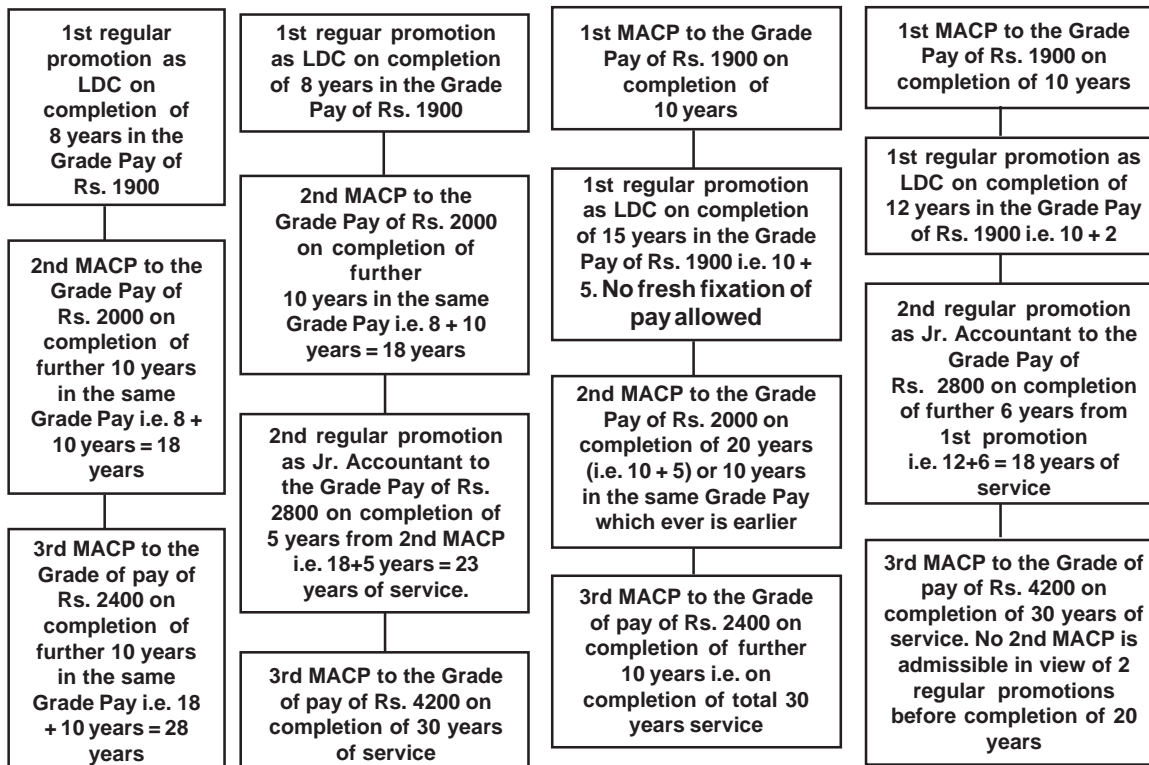 1st regular
promotion as
LDC on
completion of
8 years in the
Grade Pay of
Rs. 1900
2nd MACP to the
Grade Pay of
Rs. 2000 on
completion of
further 10 years
in the same
Grade Pay i.e. 8 +
10 years = 18
years
3rd MACP to the
Grade of pay of
Rs. 2400 on
completion of
further 10 years
in the same
Grade Pay i.e. 18
+ 10 years = 28
years
1st reguar promotion
as LDC on completion
of 8 years in the Grade
Pay of Rs. 1900
2nd MACP to the
Grade Pay of Rs. 2000
on completion of
further
10 years in the same
Grade Pay i.e. 8 + 10
years = 18 years
2nd regular promotion
as Jr. Accountant to
the Grade Pay of Rs.
2800 on completion of
5 years from 2nd MACP
i.e. 18+5 years = 23
years of service.
3rd MACP to the Grade
of pay of Rs. 4200 on
completion of 30 years
of service
1st MACP to the Grade
Pay of Rs. 1900 on
completion of
10 years
1st regular promotion
as LDC on completion
of 15 years in the Grade
Pay of Rs. 1900 i.e. 10 +
5. No fresh fixation of
pay allowed
2nd MACP to the Grade
Pay of Rs. 2000 on
completion of 20 years
(i.e. 10 + 5) or 10 years
in the same Grade Pay
which ever is earlier
3rd MACP to the Grade
of pay of Rs. 2400 on
completion of further
10 years i.e. on
completion of total 30
years service
1st MACP to the Grade
Pay of Rs. 1900 on
completion of 10 years
1st regular promotion as
LDC on completion of
12 years in the Grade Pay
of Rs. 1900 i.e. 10 + 2
2nd regular promotion
as Jr. Accountant to the
Grade Pay of
Rs. 2800 on completion
of further 6 years from
1st promotion
i.e. 12+6 = 18 years of
service
3rd MACP to the Grade of
pay of Rs. 4200 on
completion of 30 years of
service. No 2nd MACP is
admissible in view of 2
regular promotions
before completion of 20
years